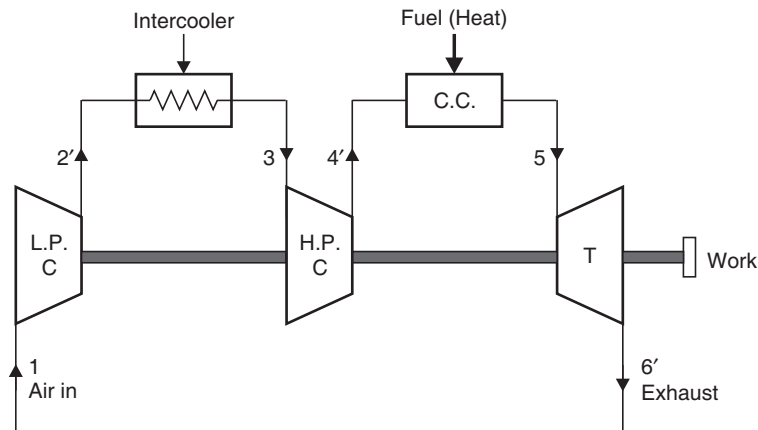 Intercooler
Fuel (Heat)
C.C.
2′
3
4′
5
L.P.
C
H.P.
C
T
Work
1
Air in
6′
Exhaust